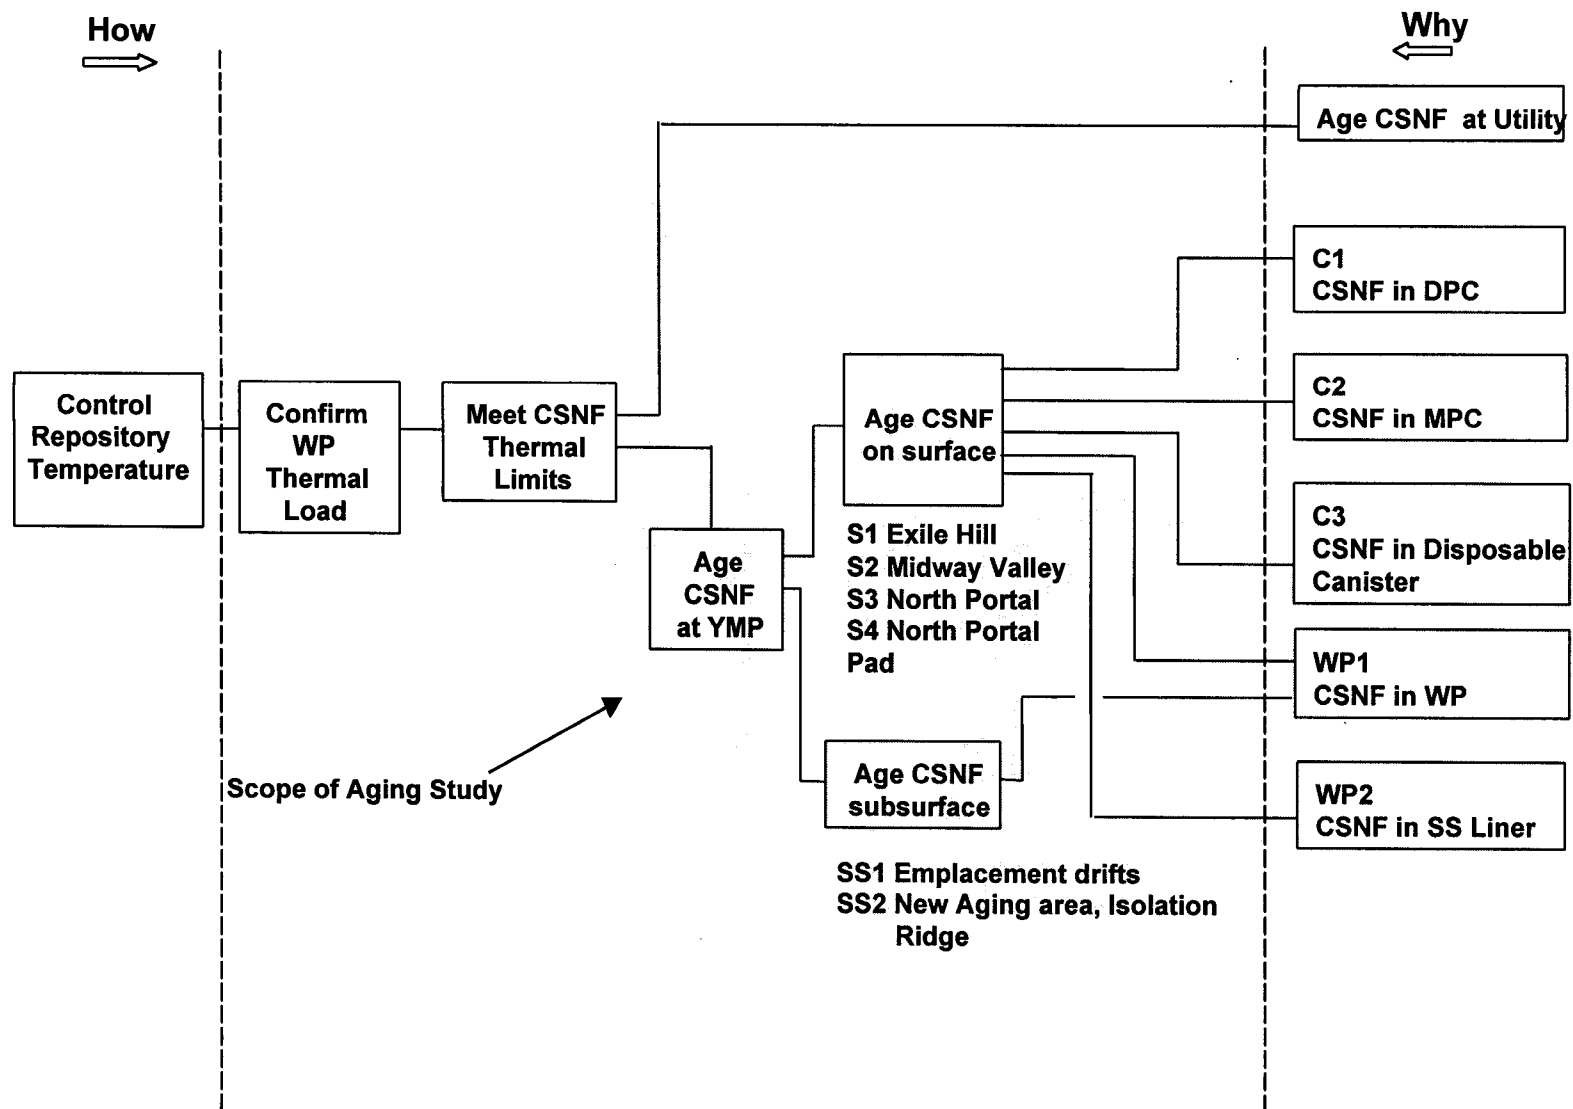 How
Why
Age CSNF at Utility
C1
CSNF in DPC
Control
Repository
Temperature
Confirm
WP
Thermal
Load
Meet CSNF
Thermal
Limits
Age CSNF
on surface
C2
CSNF in MPC
C3
CSNF in Disposable
Canister
Age
CSNF
at YMP
S1 Exile Hill
S2 Midway Valley
S3 North Portal
S4 North Portal
Pad
WP1
CSNF in WP
Scope of Aging Study
Age CSNF
subsurface
WP2
CSNF in SS Liner
SS1 Emplacement drifts
SS2 New Aging area, Isolation
Ridge